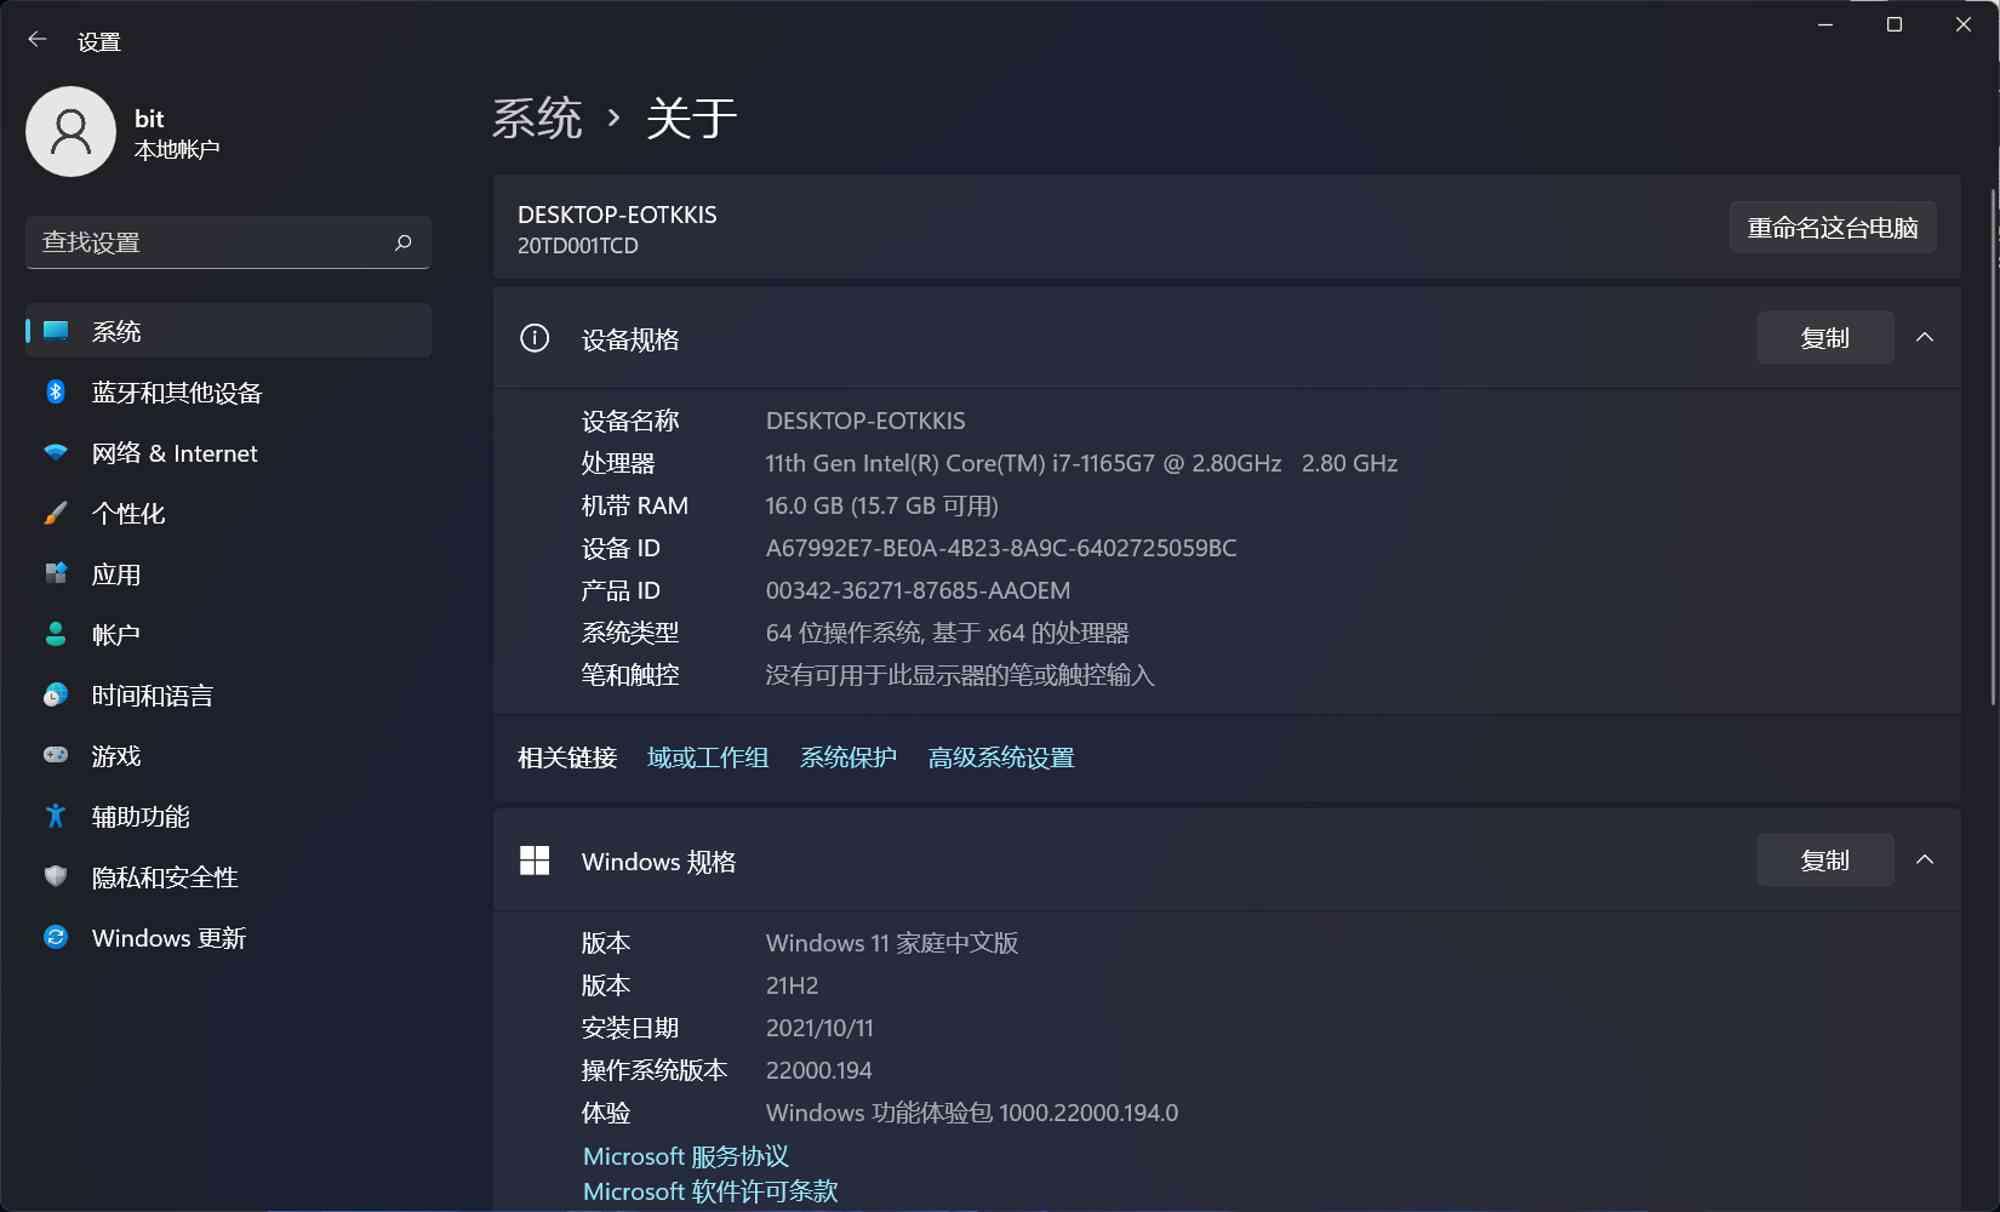 设置
bit
本地帐户
查找设置
系统
蓝牙和其他设备
网络 & Internet
个性化
应用
帐户
时间和语言
游戏
辅助功能
隐私和安全性
Windows 更新
系统 › 关于
DESKTOP-EOTKKIS
20TD001TCD
重命名这台电脑
设备规格
复制
设备名称 DESKTOP-EOTKKIS
处理器 11th Gen Intel(R) Core(TM) i7-1165G7 @ 2.80GHz 2.80 GHz
机带 RAM 16.0 GB (15.7 GB 可用)
设备 ID A67992E7-BE0A-4B23-8A9C-6402725059BC
产品 ID 00342-36271-87685-AAOEM
系统类型 64 位操作系统, 基于 x64 的处理器
笔和触控 没有可用于此显示器的笔或触控输入
相关链接 域或工作组 系统保护 高级系统设置
Windows 规格
复制
版本 Windows 11 家庭中文版
版本 21H2
安装日期 2021/10/11
操作系统版本 22000.194
体验 Windows 功能体验包 1000.22000.194.0
Microsoft 服务协议
Microsoft 软件许可条款